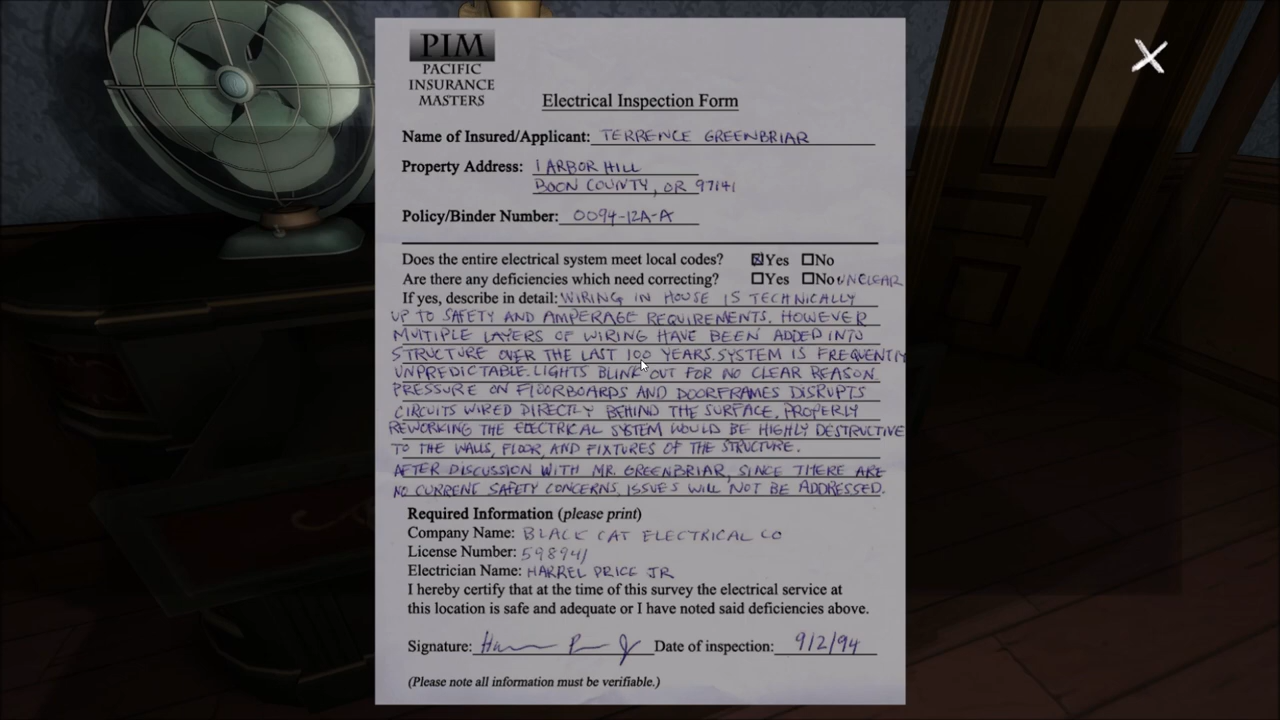 PIM
PACIFIC
INSURANCE
MASTERS
Electrical Inspection Form
Name of Insured/Applicant: TERRENCE GREENBRIAR
Property Address: 1 ARBOR HILL
BOON COUNTY, OR 97141
Policy/Binder Number: 0094-12A-A
Does the entire electrical system meet local codes? ☒Yes ☐No
Are there any deficiencies which need correcting? ☐Yes ☐No UNCLEAR
If yes, describe in detail: WIRING IN HOUSE IS TECHNICALLY
UP TO SAFETY AND AMPERAGE REQUIREMENTS. HOWEVER
MULTIPLE LAYERS OF WIRING HAVE BEEN ADDED INTO
STRUCTURE OVER THE LAST 100 YEARS. SYSTEM IS FREQUENTLY
UNPREDICTABLE. LIGHTS BLINK OUT FOR NO CLEAR REASON.
PRESSURE ON FLOORBOARDS AND DOORFRAMES DISRUPTS
CIRCUITS WIRED DIRECTLY BEHIND THE SURFACE. PROPERLY
REWORKING THE ELECTRICAL SYSTEM WOULD BE HIGHLY DESTRUCTIVE
TO THE WALLS, FLOOR, AND FIXTURES OF THE STRUCTURE.
AFTER DISCUSSION WITH MR. GREENBRIAR, SINCE THERE ARE
NO CURRENT SAFETY CONCERNS, ISSUES WILL NOT BE ADDRESSED.
Required Information (please print)
Company Name: BLACK CAT ELECTRICAL CO
License Number: 598941
Electrician Name: HARREL PRICE JR
I hereby certify that at the time of this survey the electrical service at
this location is safe and adequate or I have noted said deficiencies above.
Signature: Date of inspection: 9/2/94
(Please note all information must be verifiable.)